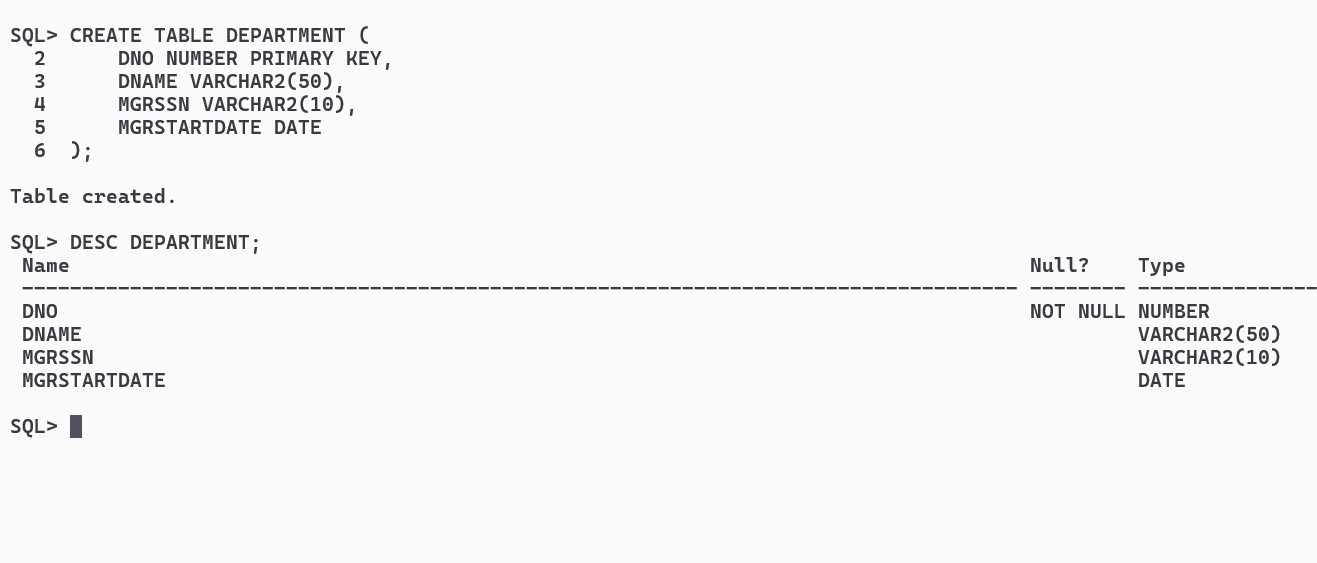 SQL> CREATE TABLE DEPARTMENT (
  2      DNO NUMBER PRIMARY KEY,
  3      DNAME VARCHAR2(50),
  4      MGRSSN VARCHAR2(10),
  5      MGRSTARTDATE DATE
  6  );
Table created.
SQL> DESC DEPARTMENT;
 Name                                                                                Null?    Type
 ----------------------------------------------------------------------------------- -------- ---------------
 DNO                                                                                 NOT NULL NUMBER
 DNAME                                                                                        VARCHAR2(50)
 MGRSSN                                                                                       VARCHAR2(10)
 MGRSTARTDATE                                                                                 DATE
SQL>